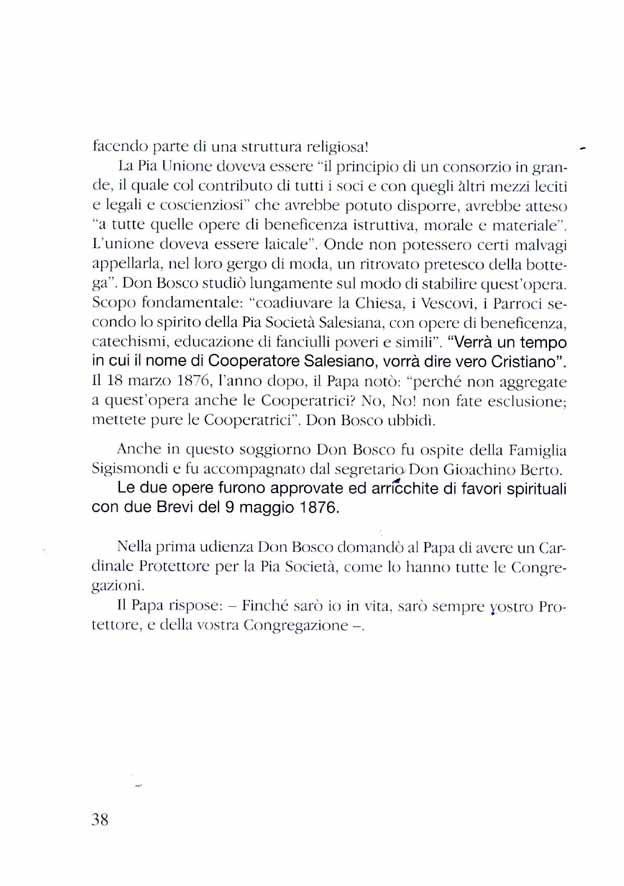 facendo parte di una struttura religiosa!
La Pia Unione doveva essere “il principio di un consorzio in gran-
de, il quale col contributo di tutti i soci e con quegli altri mezzi leciti
e legali e coscienziosi” che avrebbe potuto disporre, avrebbe atteso
“a tutte quelle opere di beneficenza istruttiva, morale e materiale”.
L’unione doveva essere laicale”. Onde non potessero certi malvagi
appellarla, nel loro gergo di moda, un ritrovato pretesco della botte-
ga”. Don Bosco studiò lungamente sul modo di stabilire quest’opera.
Scopo fondamentale: “coadiuvare la Chiesa, i Vescovi, i Parroci se-
condo lo spirito della Pia Società Salesiana, con opere di beneficenza,
catechismi, educazione di fanciulli poveri e simili”. “Verrà un tempo
in cui il nome di Cooperatore Salesiano, vorrà dire vero Cristiano”.
Il 18 marzo 1876, l’anno dopo, il Papa notò: “perché non aggregate
a quest’opera anche le Cooperatrici? No, No! non fate esclusione;
mettete pure le Cooperatrici”. Don Bosco ubbidì.
Anche in questo soggiorno Don Bosco fu ospite della Famiglia
Sigismondi e fu accompagnato dal segretario Don Gioachino Berto.
Le due opere furono approvate ed arricchite di favori spirituali
con due Brevi del 9 maggio 1876.
Nella prima udienza Don Bosco domandò al Papa di avere un Car-
dinale Protettore per la Pia Società, come lo hanno tutte le Congre-
gazioni.
Il Papa rispose: – Finché sarò io in vita, sarò sempre vostro Pro-
tettore, e della vostra Congregazione –.
38